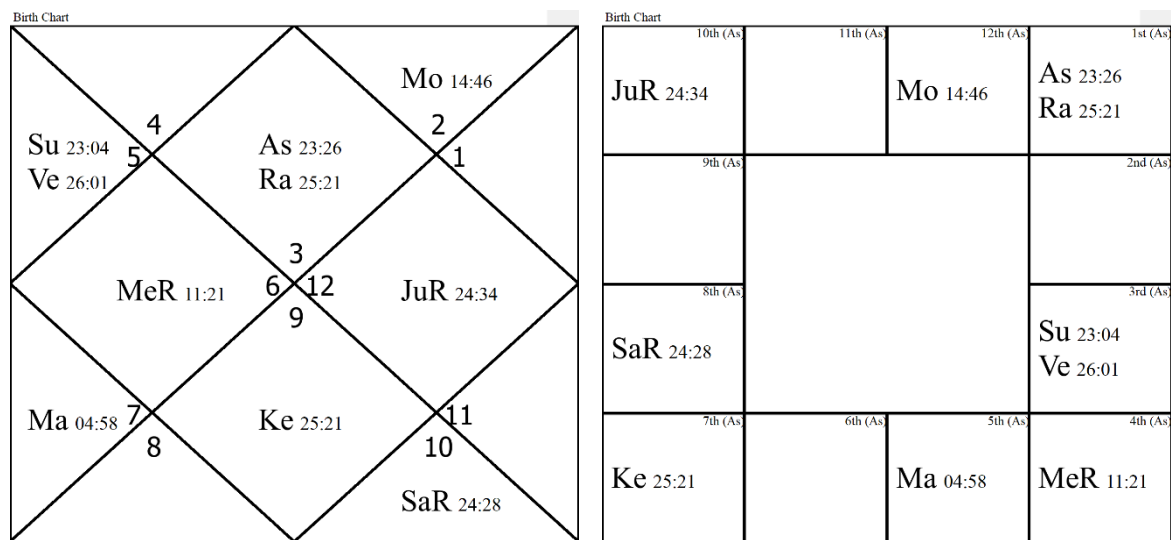 Birth Chart
Mo 14:46
4
2
Su 23:04
5
As 23:26
1
Ve 26:01
Ra 25:21
3
MeR 11:21
6
12
JuR 24:34
9
Ma 04:58
7
Ke 25:21
11
8
10
SaR 24:28
Birth Chart
10th (As)
11th (As)
12th (As)
1st (As)
JuR 24:34
Mo 14:46
As 23:26
Ra 25:21
9th (As)
2nd (As)
8th (As)
3rd (As)
SaR 24:28
Su 23:04
Ve 26:01
7th (As)
6th (As)
5th (As)
4th (As)
Ke 25:21
Ma 04:58
MeR 11:21